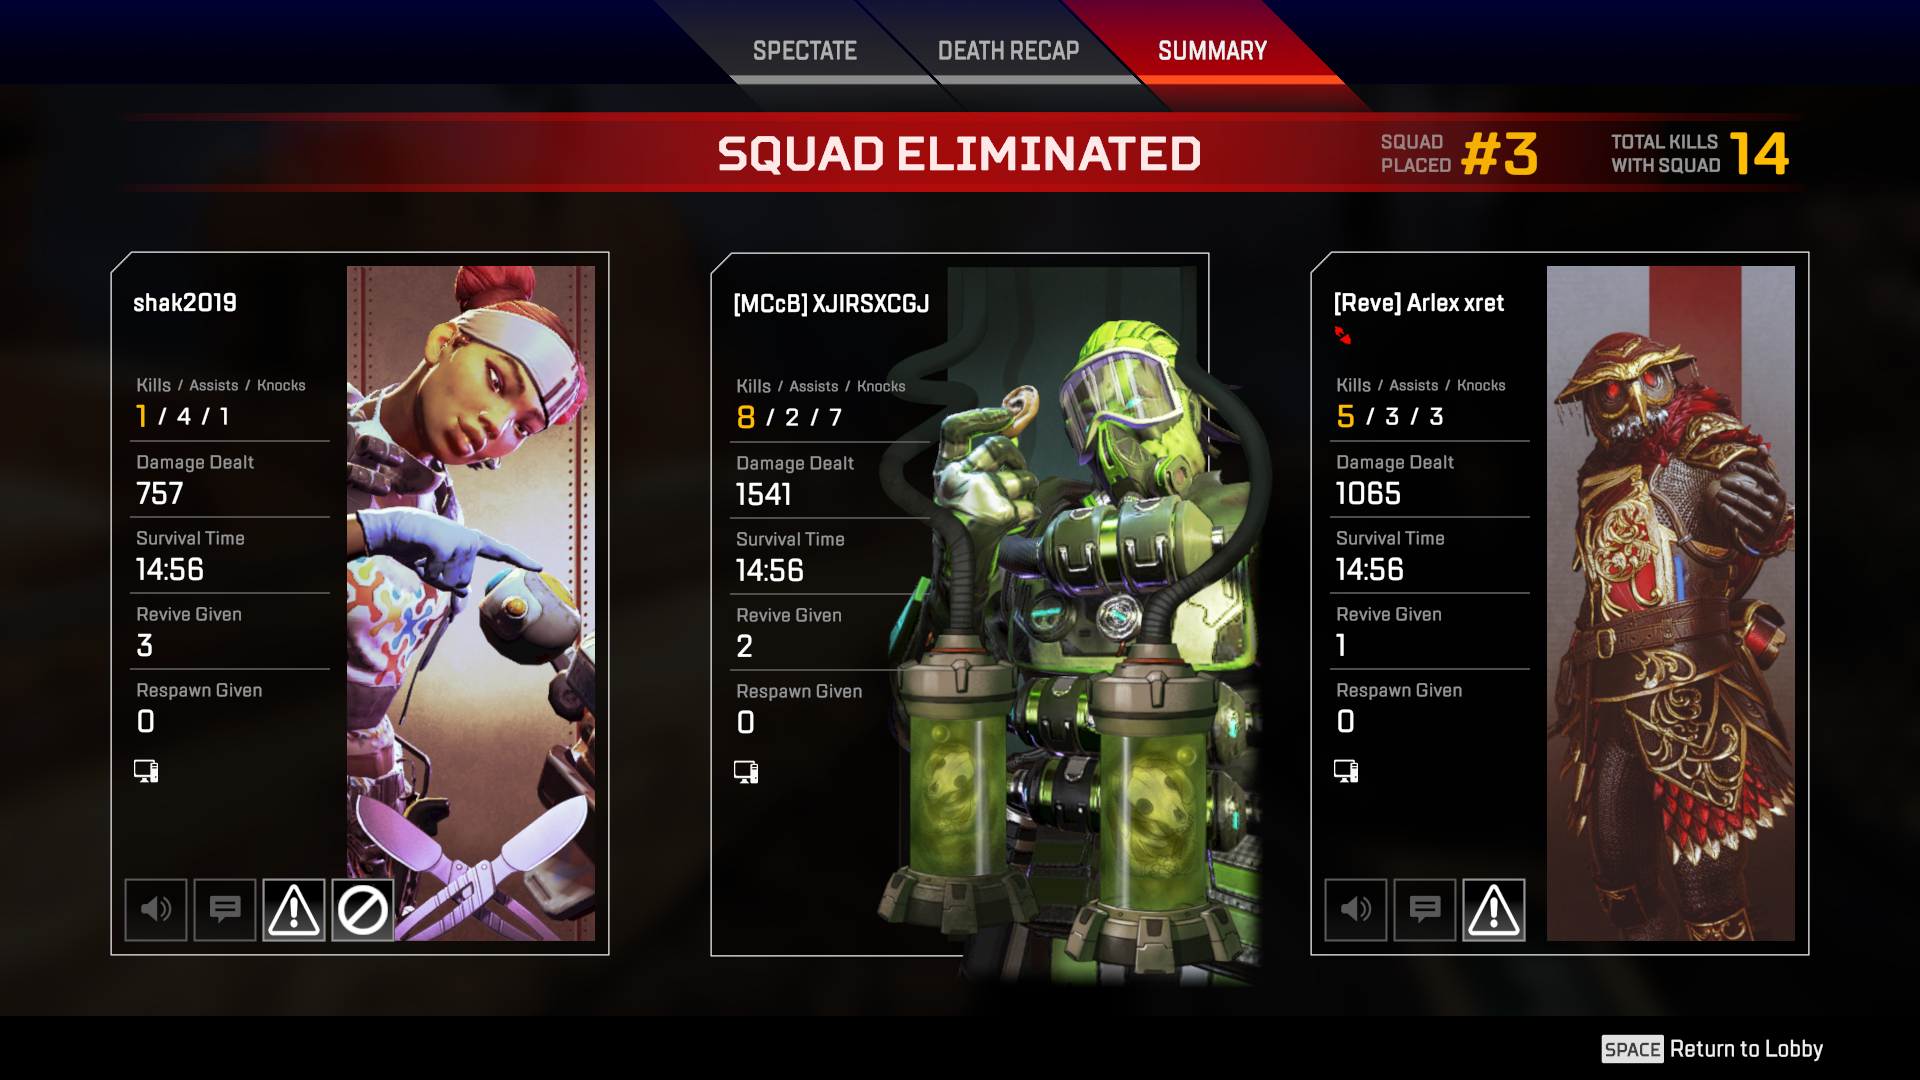 SPECTATE
DEATH RECAP
SUMMARY
SQUAD ELIMINATED
SQUAD
PLACED
#3
TOTAL KILLS
WITH SQUAD
14
shak2019
Kills / Assists / Knocks
1 / 4 / 1
Damage Dealt
757
Survival Time
14:56
Revive Given
3
Respawn Given
0
[MCcB] XJIRSXCGJ
Kills / Assists / Knocks
8 / 2 / 7
Damage Dealt
1541
Survival Time
14:56
Revive Given
2
Respawn Given
0
[Reve] Arlex xret
Kills / Assists / Knocks
5 / 3 / 3
Damage Dealt
1065
Survival Time
14:56
Revive Given
1
Respawn Given
0
SPACE Return to Lobby